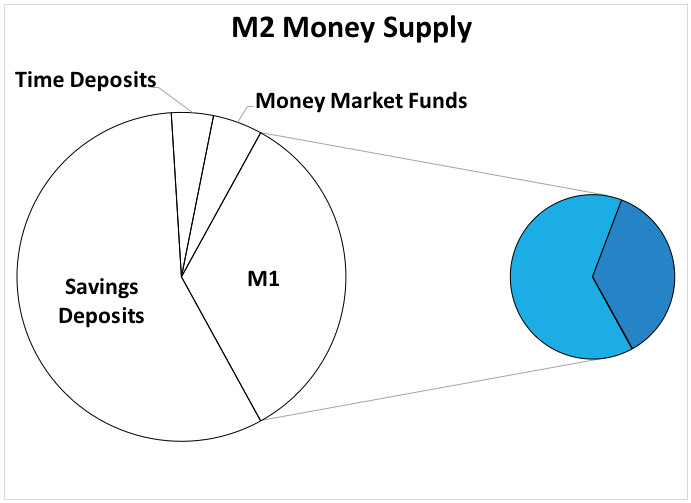 M2 Money Supply
Time Deposits
Money Market Funds
M1
Savings
Deposits